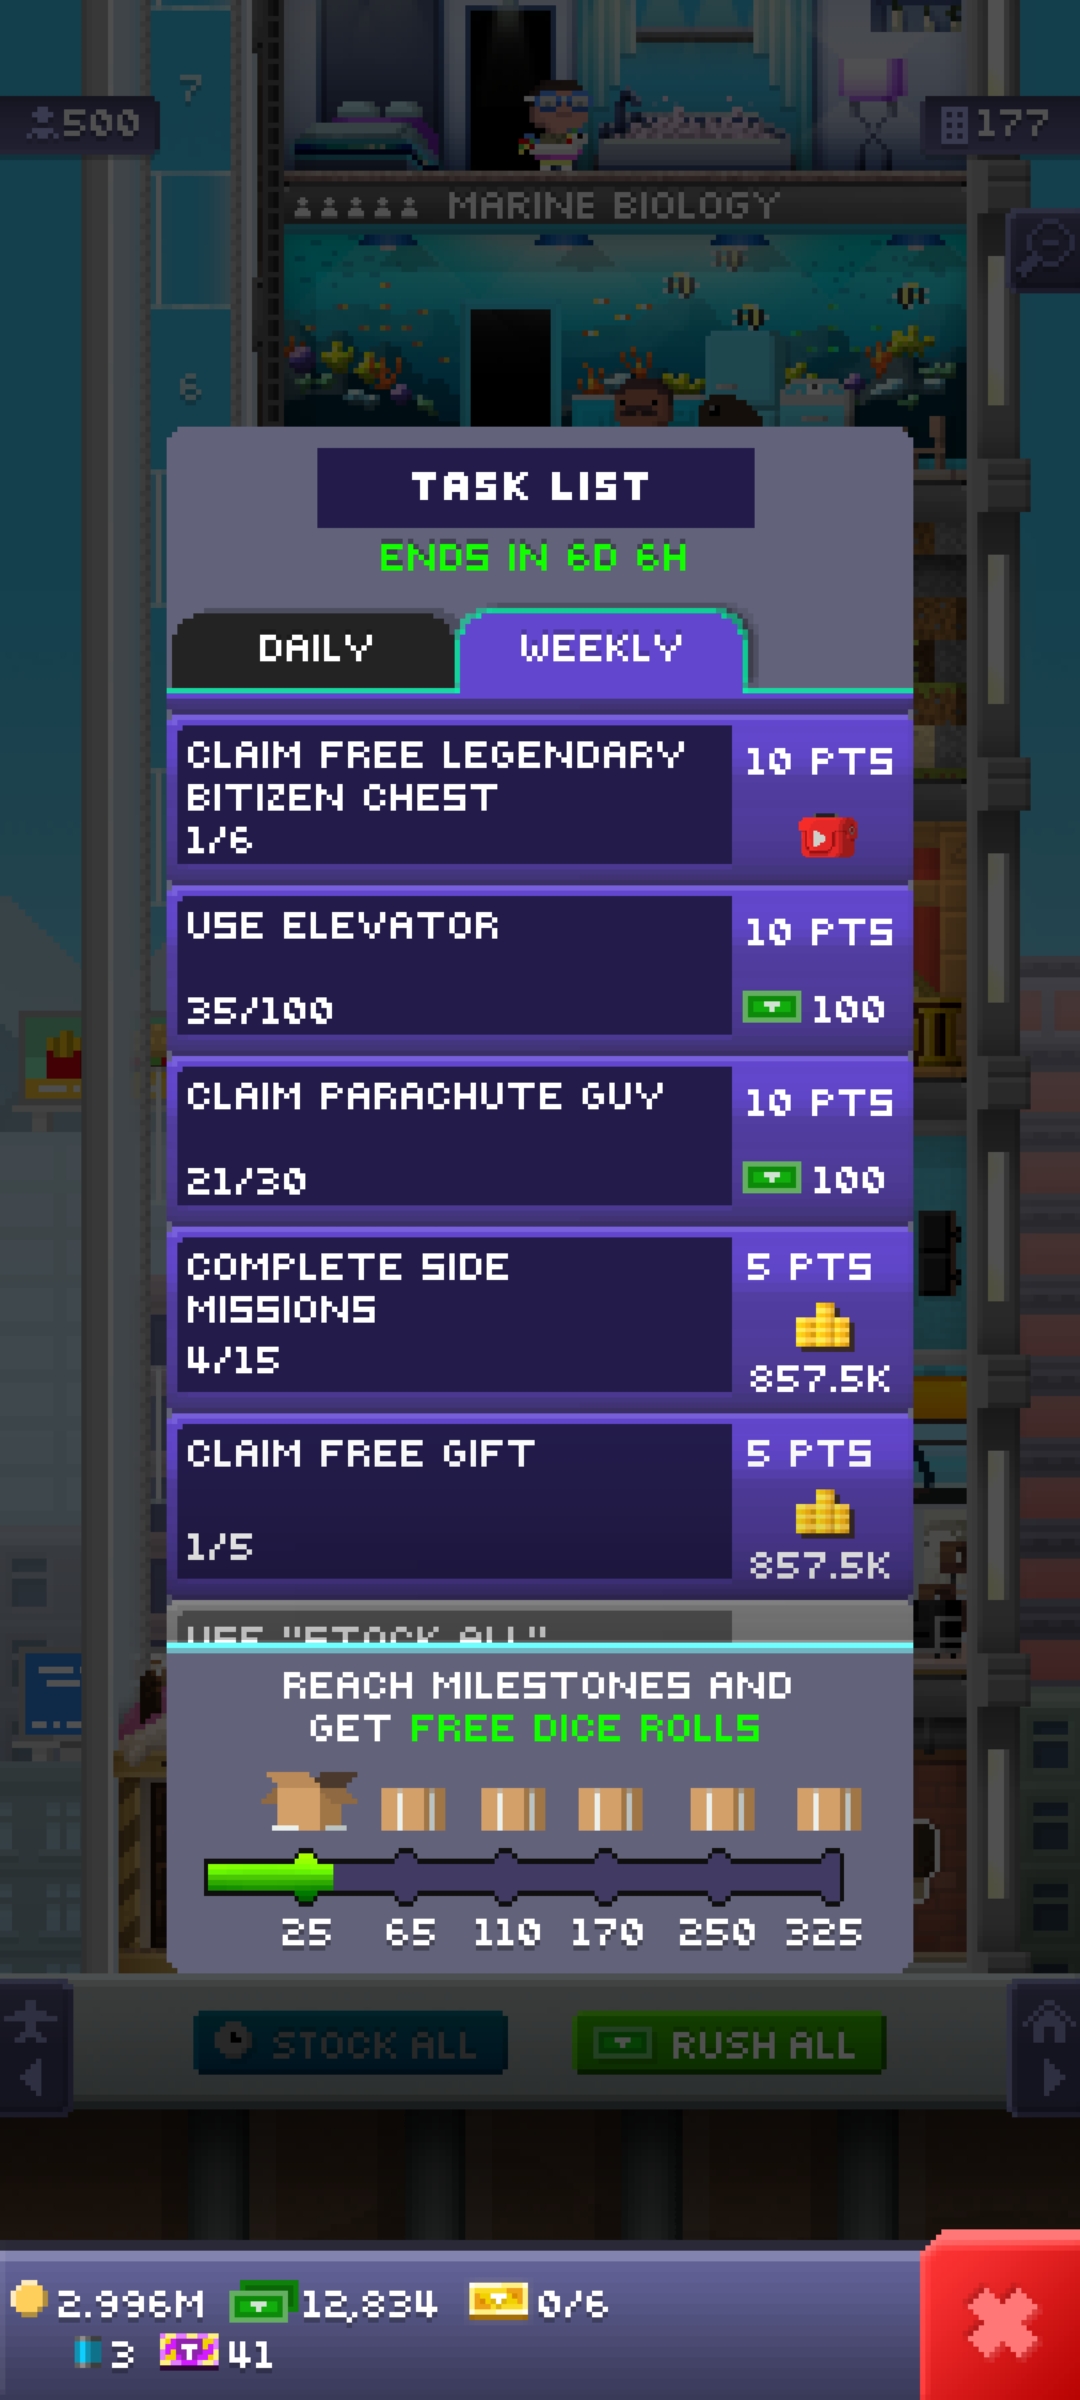 7
500
177
MARINE BIOLOGY
6
TASK LIST
ENDS IN 6D 6H
DAILY
WEEKLY
CLAIM FREE LEGENDARY
BITIZEN CHEST
1/6
10 PTS
USE ELEVATOR
35/100
10 PTS
100
CLAIM PARACHUTE GUY
21/30
10 PTS
100
COMPLETE SIDE
MISSIONS
4/15
5 PTS
857.5K
CLAIM FREE GIFT
1/5
5 PTS
857.5K
USE "STOCK ALL"
REACH MILESTONES AND
GET FREE DICE ROLLS
25 65 110 170 250 325
STOCK ALL
RUSH ALL
2.996M 12,834 0/6
3 41